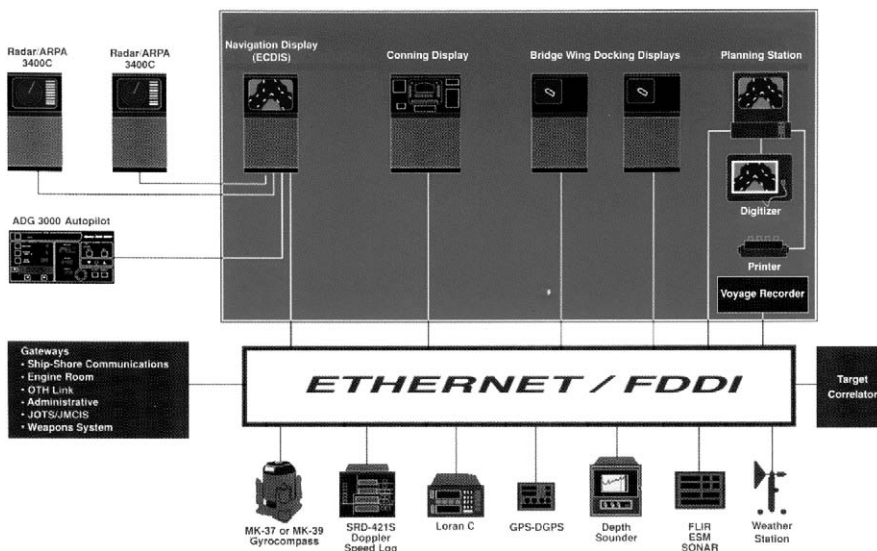 Radar/ARPA
3400C
Radar/ARPA
3400C
Navigation Display
(ECDIS)
Conning Display
Bridge Wing Docking Displays
Planning Station
ADG 3000 Autopilot
Digitizer
Printer
Voyage Recorder
Gateways
• Ship-Shore Communications
• Engine Room
• OTH Link
• Administrative
• JOTS/JMCIS
• Weapons System
ETHERNET / FDDI
Target
Correlator
MK-37 or MK-39
Gyrocompass
SRD-421S
Doppler
Speed Log
Loran C
GPS-DGPS
Depth
Sounder
FLIR
ESM
SONAR
Weather
Station